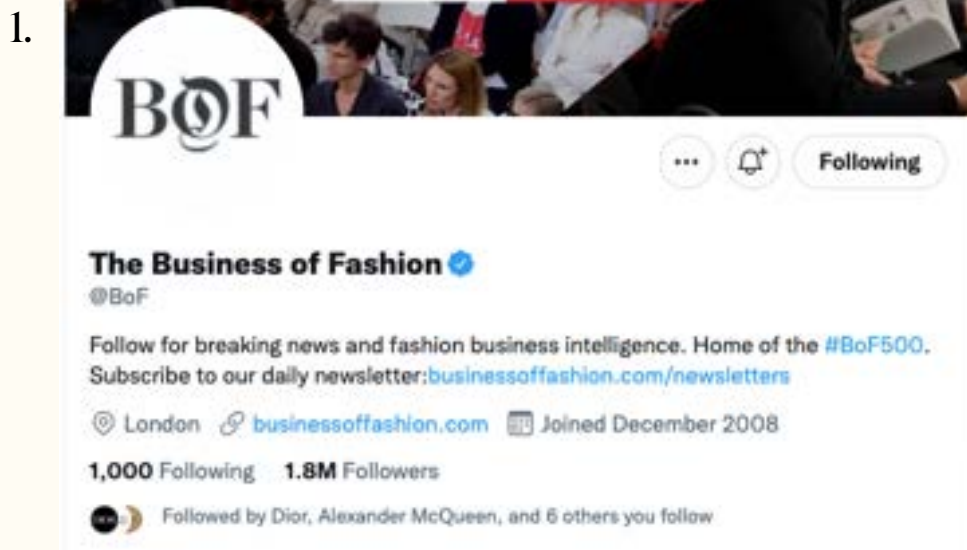 1.
BOF
Following
The Business of Fashion
@BoF
Follow for breaking news and fashion business intelligence. Home of the #BoF500.
Subscribe to our daily newsletter:businessoffashion.com/newsletters
London businessoffashion.com Joined December 2008
1,000 Following 1.8M Followers
Followed by Dior, Alexander McQueen, and 6 others you follow